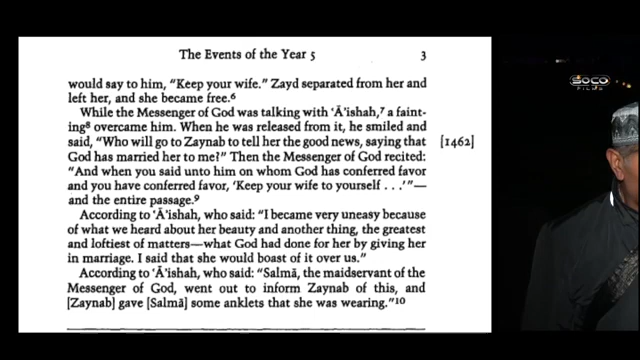 The Events of the Year 5 3
would say to him, “Keep your wife.” Zayd separated from her and
left her, and she became free.⁶
While the Messenger of God was talking with ʿĀʾishah,⁷ a faint-
ing⁸ overcame him. When he was released from it, he smiled and
said, “Who will go to Zaynab to tell her the good news, saying that
God has married her to me?” Then the Messenger of God recited:
“And when you said unto him on whom God has conferred favor
and you have conferred favor, ‘Keep your wife to yourself . . .’”—
and the entire passage.⁹
According to ʿĀʾishah, who said: “I became very uneasy because
of what we heard about her beauty and another thing, the greatest
and loftiest of matters—what God had done for her by giving her
in marriage. I said that she would boast of it over us.”
According to ʿĀʾishah, who said: “Salmā, the maidservant of the
Messenger of God, went out to inform Zaynab of this, and
[Zaynab] gave [Salmā] some anklets that she was wearing.”¹⁰
[1462]
SOCO
FILMS